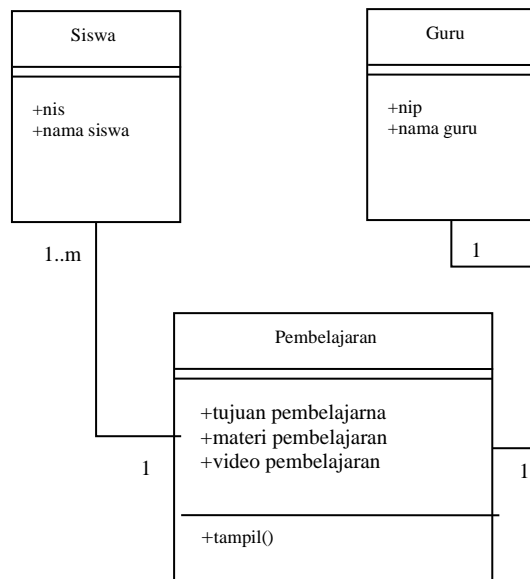 Siswa
+nis
+nama siswa
Guru
+nip
+nama guru
1..m
1
Pembelajaran
+tujuan pembelajarna
+materi pembelajaran
+video pembelajaran
1
1
+tampil()